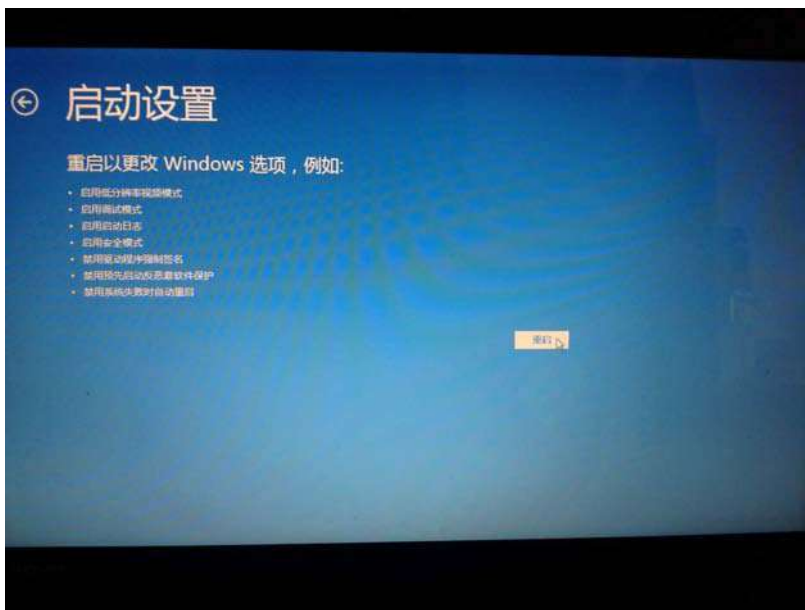 启动设置
重启以更改 Windows 选项，例如:
• 启用低分辨率视频模式
• 启用调试模式
• 启用启动日志
• 启用安全模式
• 禁用驱动程序强制签名
• 禁用预先启动反恶意软件保护
• 禁用系统失败时自动重启
重启